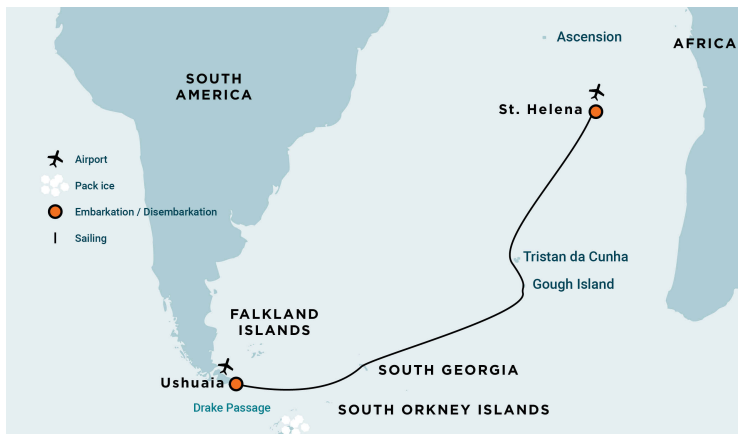 Ascension
AFRICA
SOUTH
AMERICA
St. Helena
Airport
Pack ice
Embarkation / Disembarkation
Sailing
Tristan da Cunha
Gough Island
FALKLAND
ISLANDS
SOUTH GEORGIA
Ushuaia
Drake Passage
SOUTH ORKNEY ISLANDS